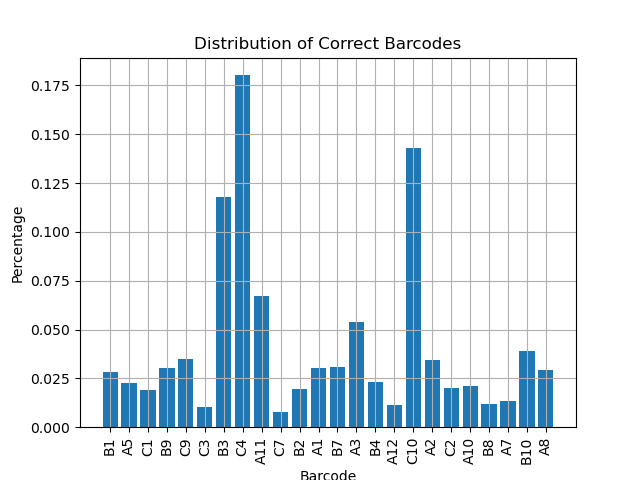 Distribution of Correct Barcodes
Percentage
0.175
0.150
0.125
0.100
0.075
0.050
0.025
0.000
B1 A5 C1 B9 C9 C3 B3 C4 A11 C7 B2 A1 B7 A3 B4 A12 C10 A2 C2 A10 B8 A7 B10 A8
Barcode